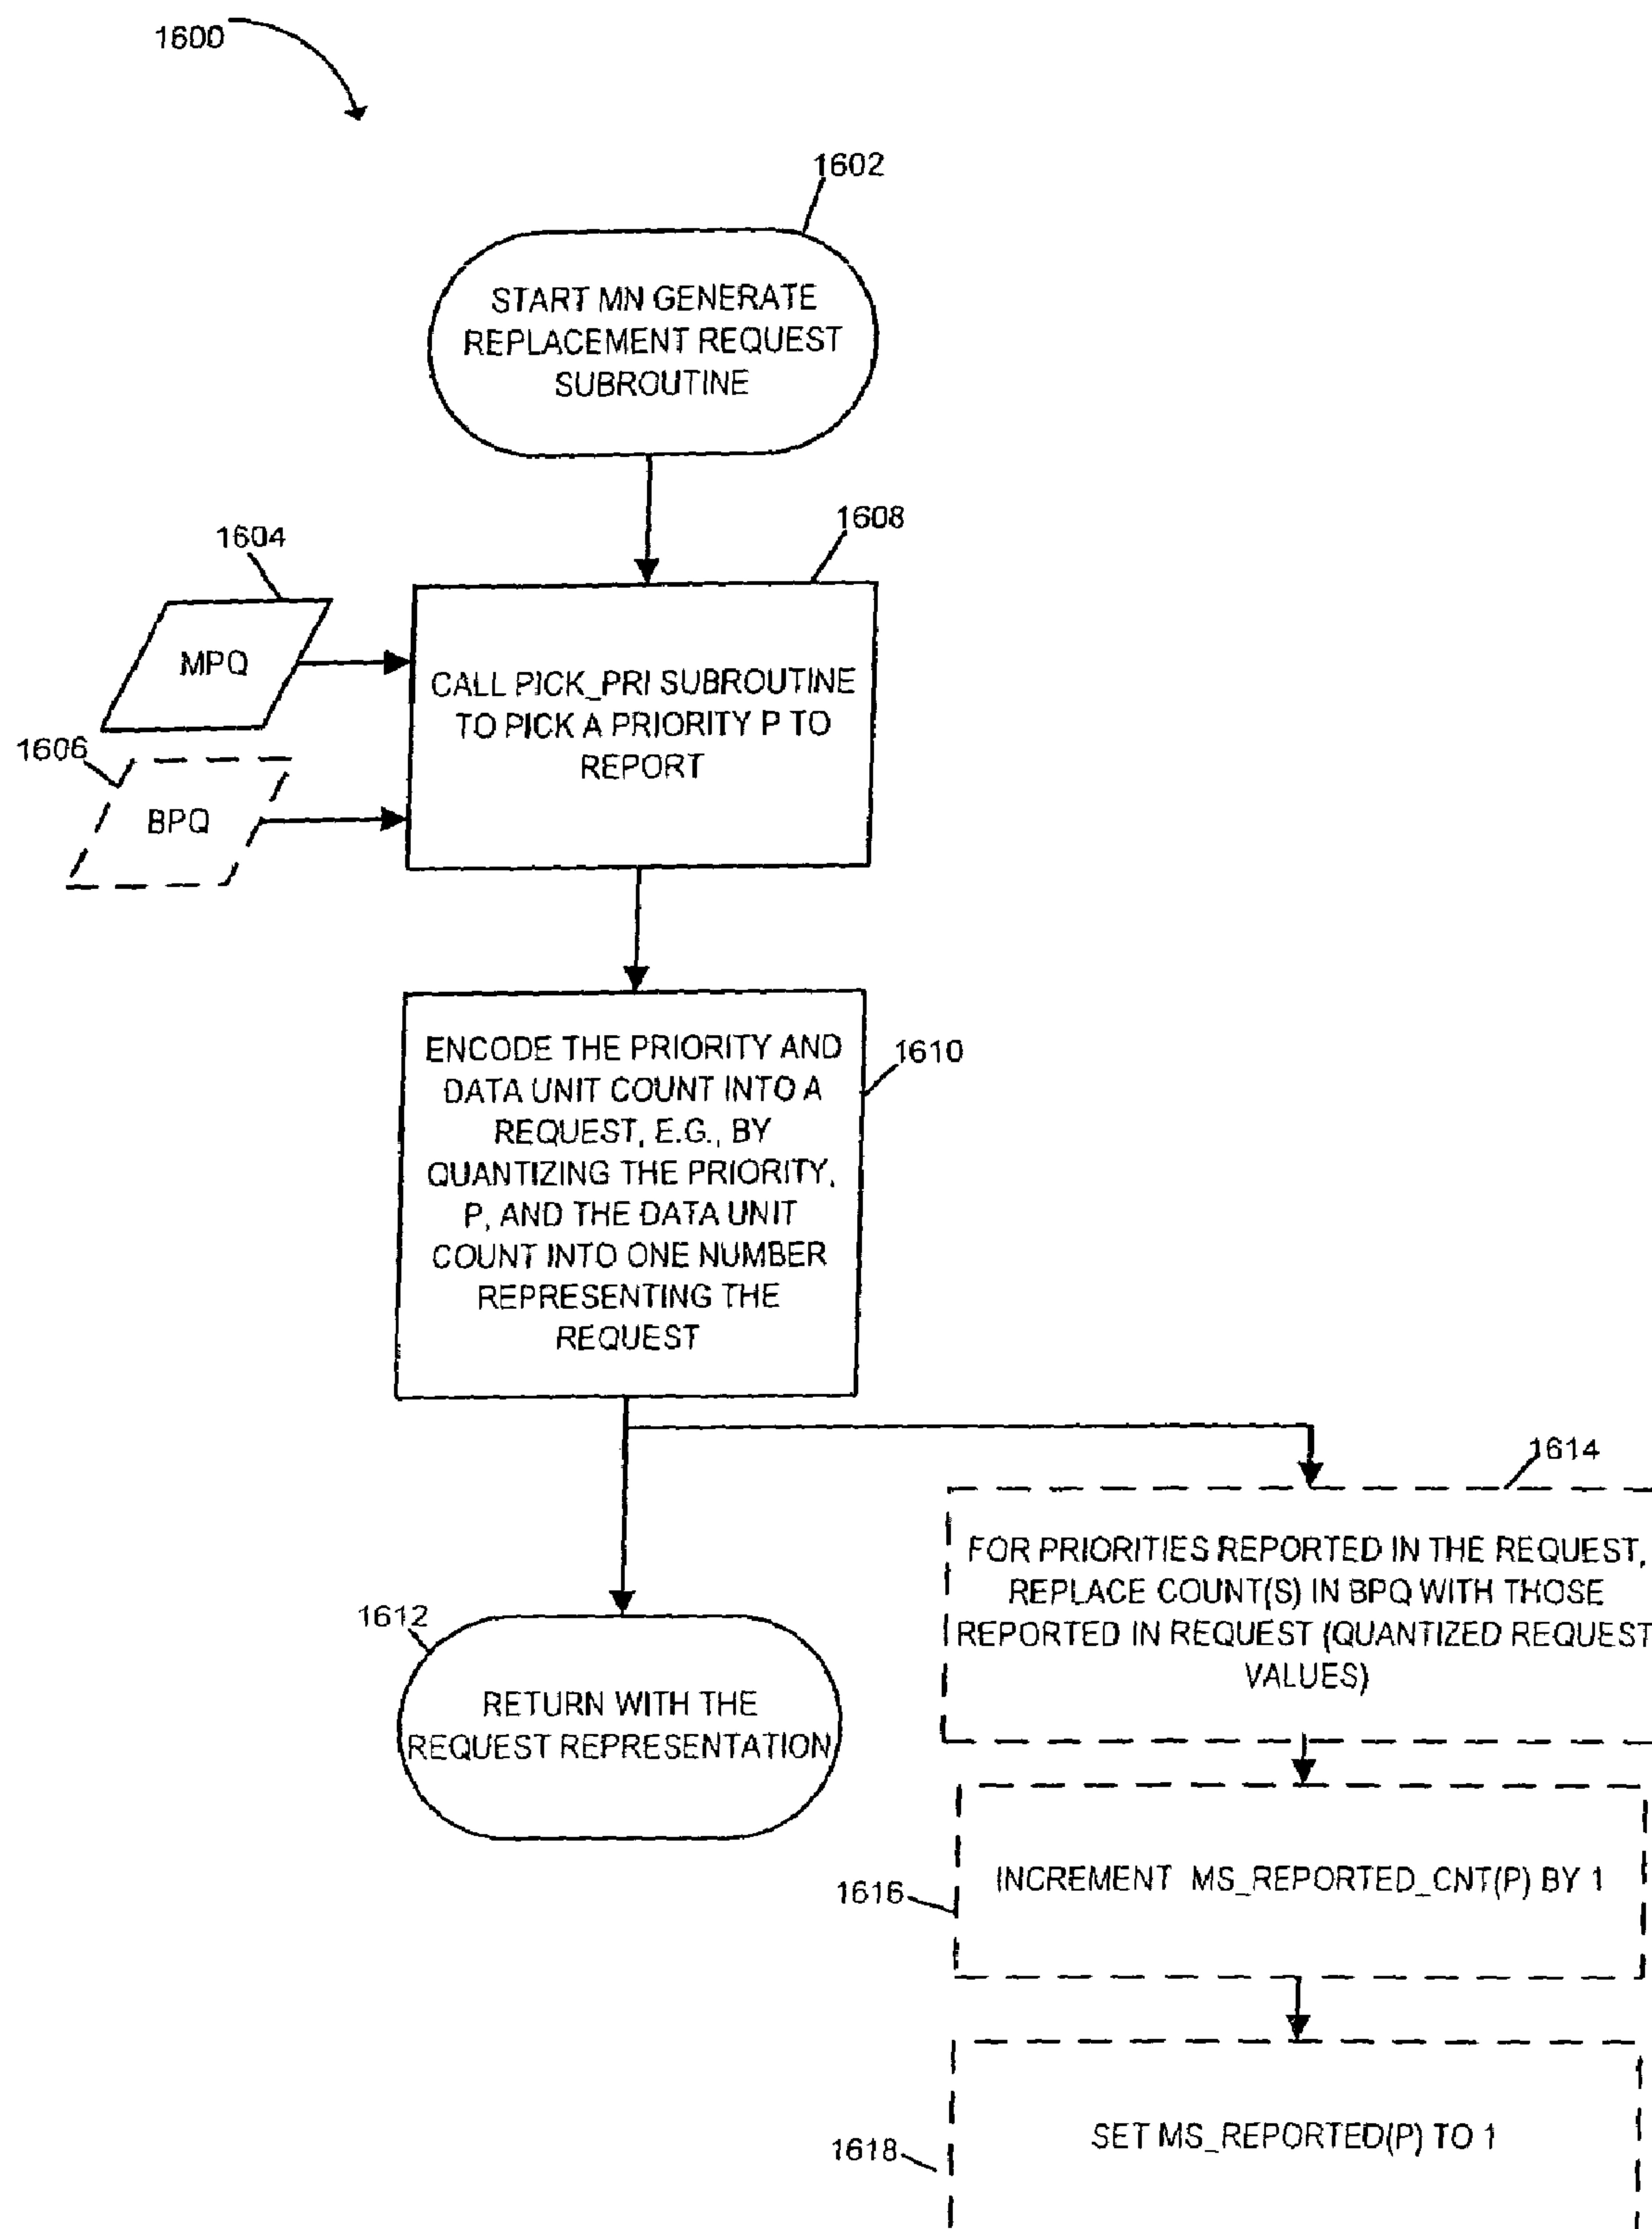 1600
1602
START MN GENERATE
REPLACEMENT REQUEST
SUBROUTINE
1604
1608
MPQ
CALL PICK_PRI SUBROUTINE
TO PICK A PRIORITY P TO
REPORT
1606
BPQ
ENCODE THE PRIORITY AND
DATA UNIT COUNT INTO A
REQUEST, E.G., BY
QUANTIZING THE PRIORITY,
P, AND THE DATA UNIT
COUNT INTO ONE NUMBER
REPRESENTING THE
REQUEST
1610
1614
FOR PRIORITIES REPORTED IN THE REQUEST,
REPLACE COUNT(S) IN BPQ WITH THOSE
REPORTED IN REQUEST (QUANTIZED REQUEST
VALUES)
1612
RETURN WITH THE
REQUEST REPRESENTATION
1616
INCREMENT MS_REPORTED_CNT(P) BY 1
1618
SET MS_REPORTED(P) TO 1